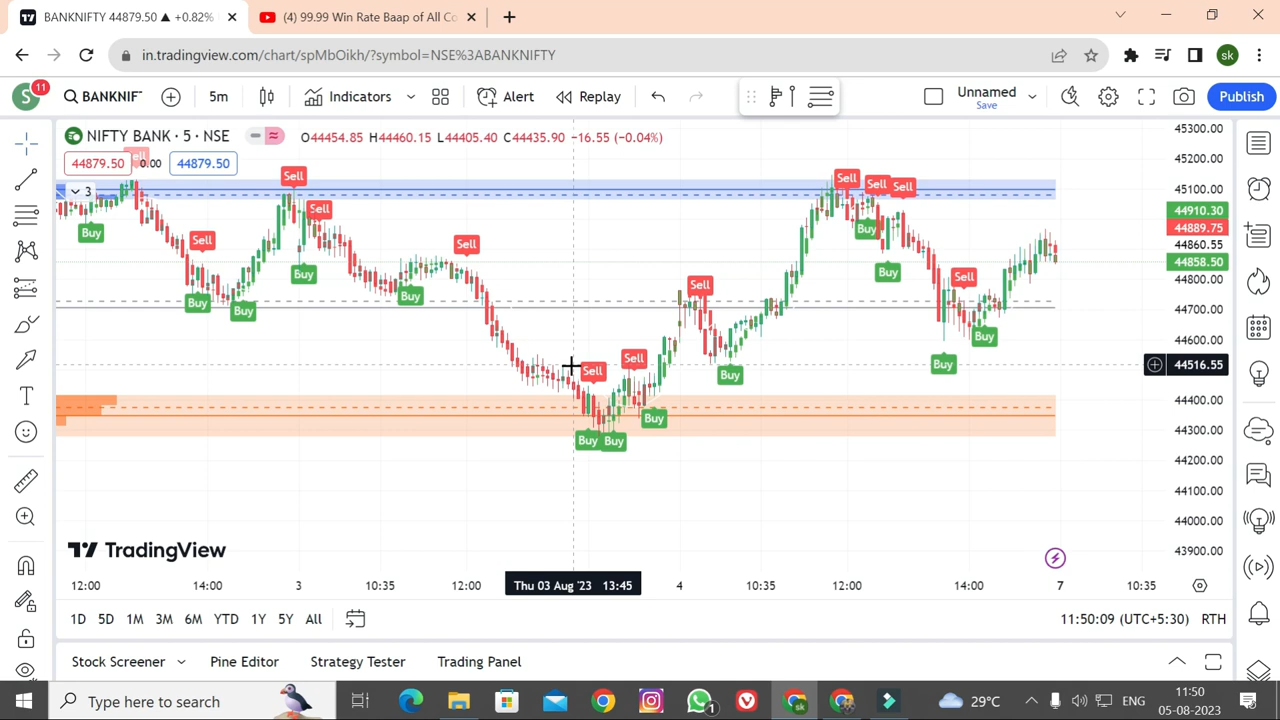 BANKNIFTY 44879.50 ▲ +0.82%
(4) 99.99 Win Rate Baap of All Co
in.tradingview.com/chart/spMbOikh/?symbol=NSE%3ABANKNIFTY
sk
S
11
BANKNIF
5m
Indicators
Alert
Replay
Unnamed
Save
Publish
NIFTY BANK · 5 · NSE
O44454.85 H44460.15 L44405.40 C44435.90 −16.55 (−0.04%)
44879.50
0.00
44879.50
3
Sell
Sell
Sell
Sell
Sell
Sell
Sell
Sell
Sell
Sell
Sell
Sell
Sell
Buy
Buy
Buy
Buy
Buy
Buy
Buy
Buy
Buy
Buy
Buy
Buy
Buy
45300.00
45200.00
45100.00
44910.30
44889.75
44860.55
44858.50
44800.00
44700.00
44600.00
44516.55
44400.00
44300.00
44200.00
44100.00
44000.00
43900.00
TradingView
12:00
14:00
3
10:35
12:00
Thu 03 Aug '23 13:45
4
10:35
12:00
14:00
7
10:35
1D 5D 1M 3M 6M YTD 1Y 5Y All
11:50:09 (UTC+5:30) RTH
Stock Screener
Pine Editor
Strategy Tester
Trading Panel
Type here to search
1
29°C
ENG
11:50
05-08-2023